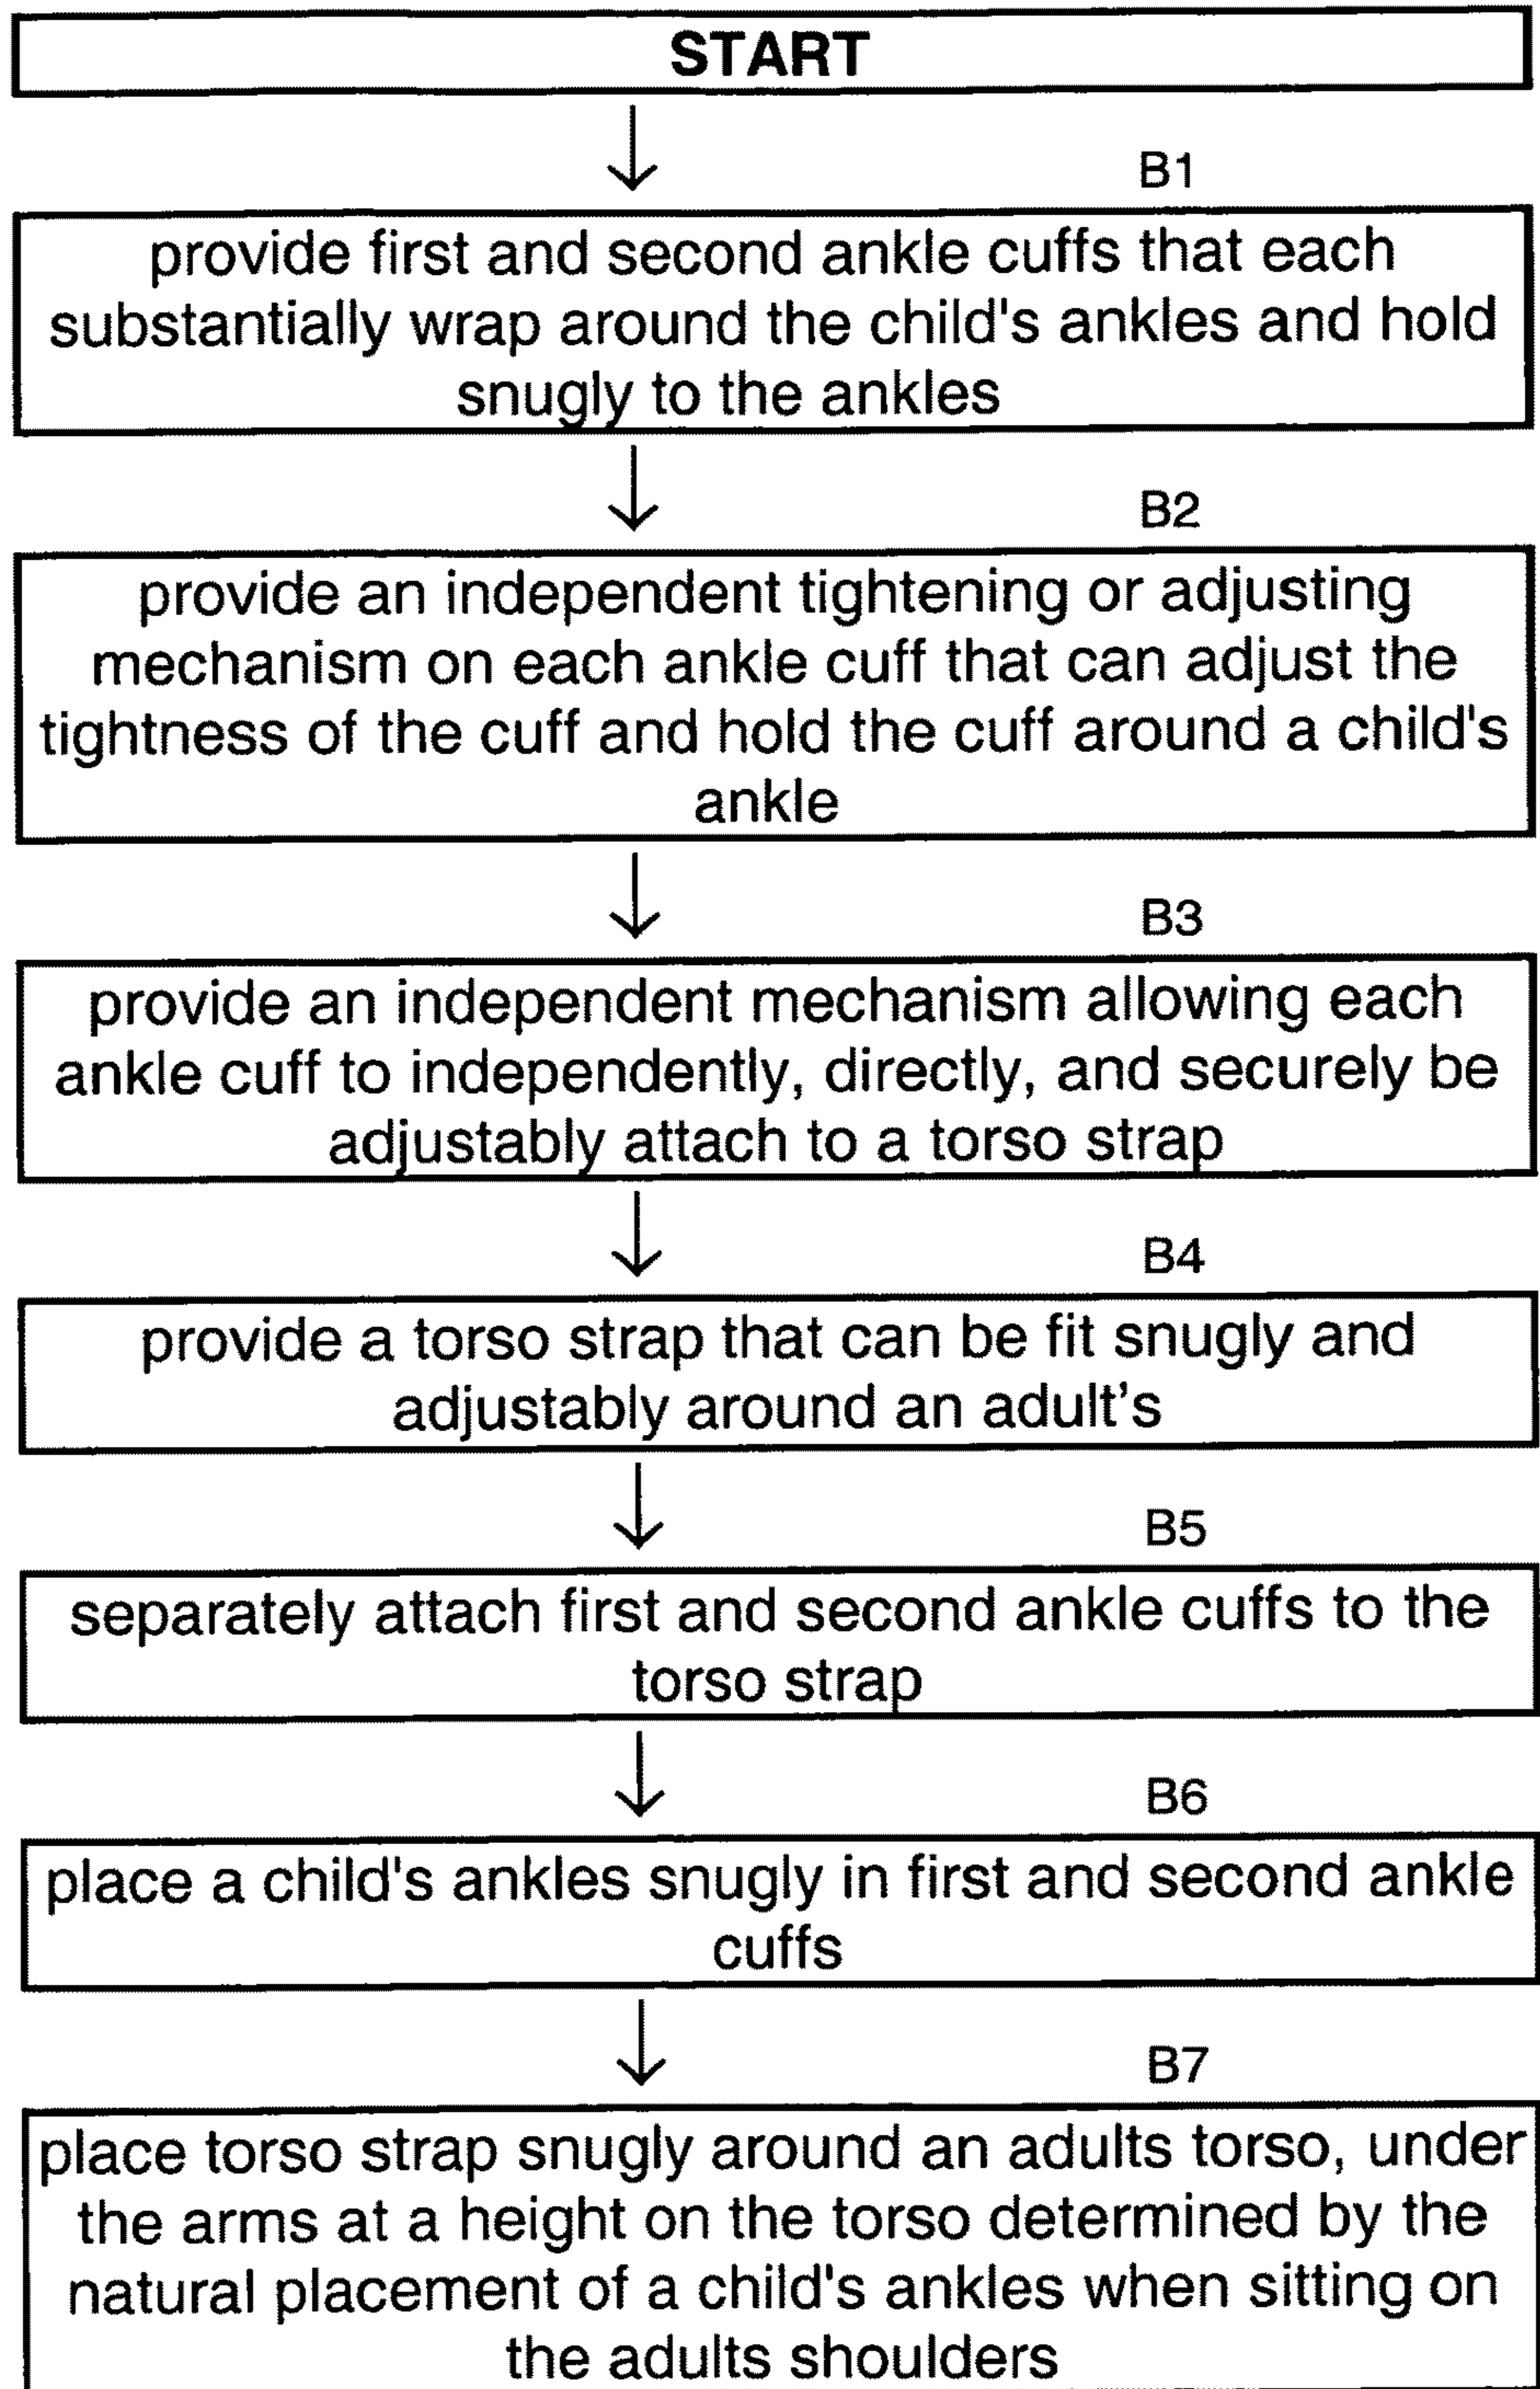 START
B1
provide first and second ankle cuffs that each
substantially wrap around the child's ankles and hold
snugly to the ankles
B2
provide an independent tightening or adjusting
mechanism on each ankle cuff that can adjust the
tightness of the cuff and hold the cuff around a child's
ankle
B3
provide an independent mechanism allowing each
ankle cuff to independently, directly, and securely be
adjustably attach to a torso strap
B4
provide a torso strap that can be fit snugly and
adjustably around an adult’s
B5
separately attach first and second ankle cuffs to the
torso strap
B6
place a child's ankles snugly in first and second ankle
cuffs
B7
place torso strap snugly around an adults torso, under
the arms at a height on the torso determined by the
natural placement of a child's ankles when sitting on
the adults shoulders